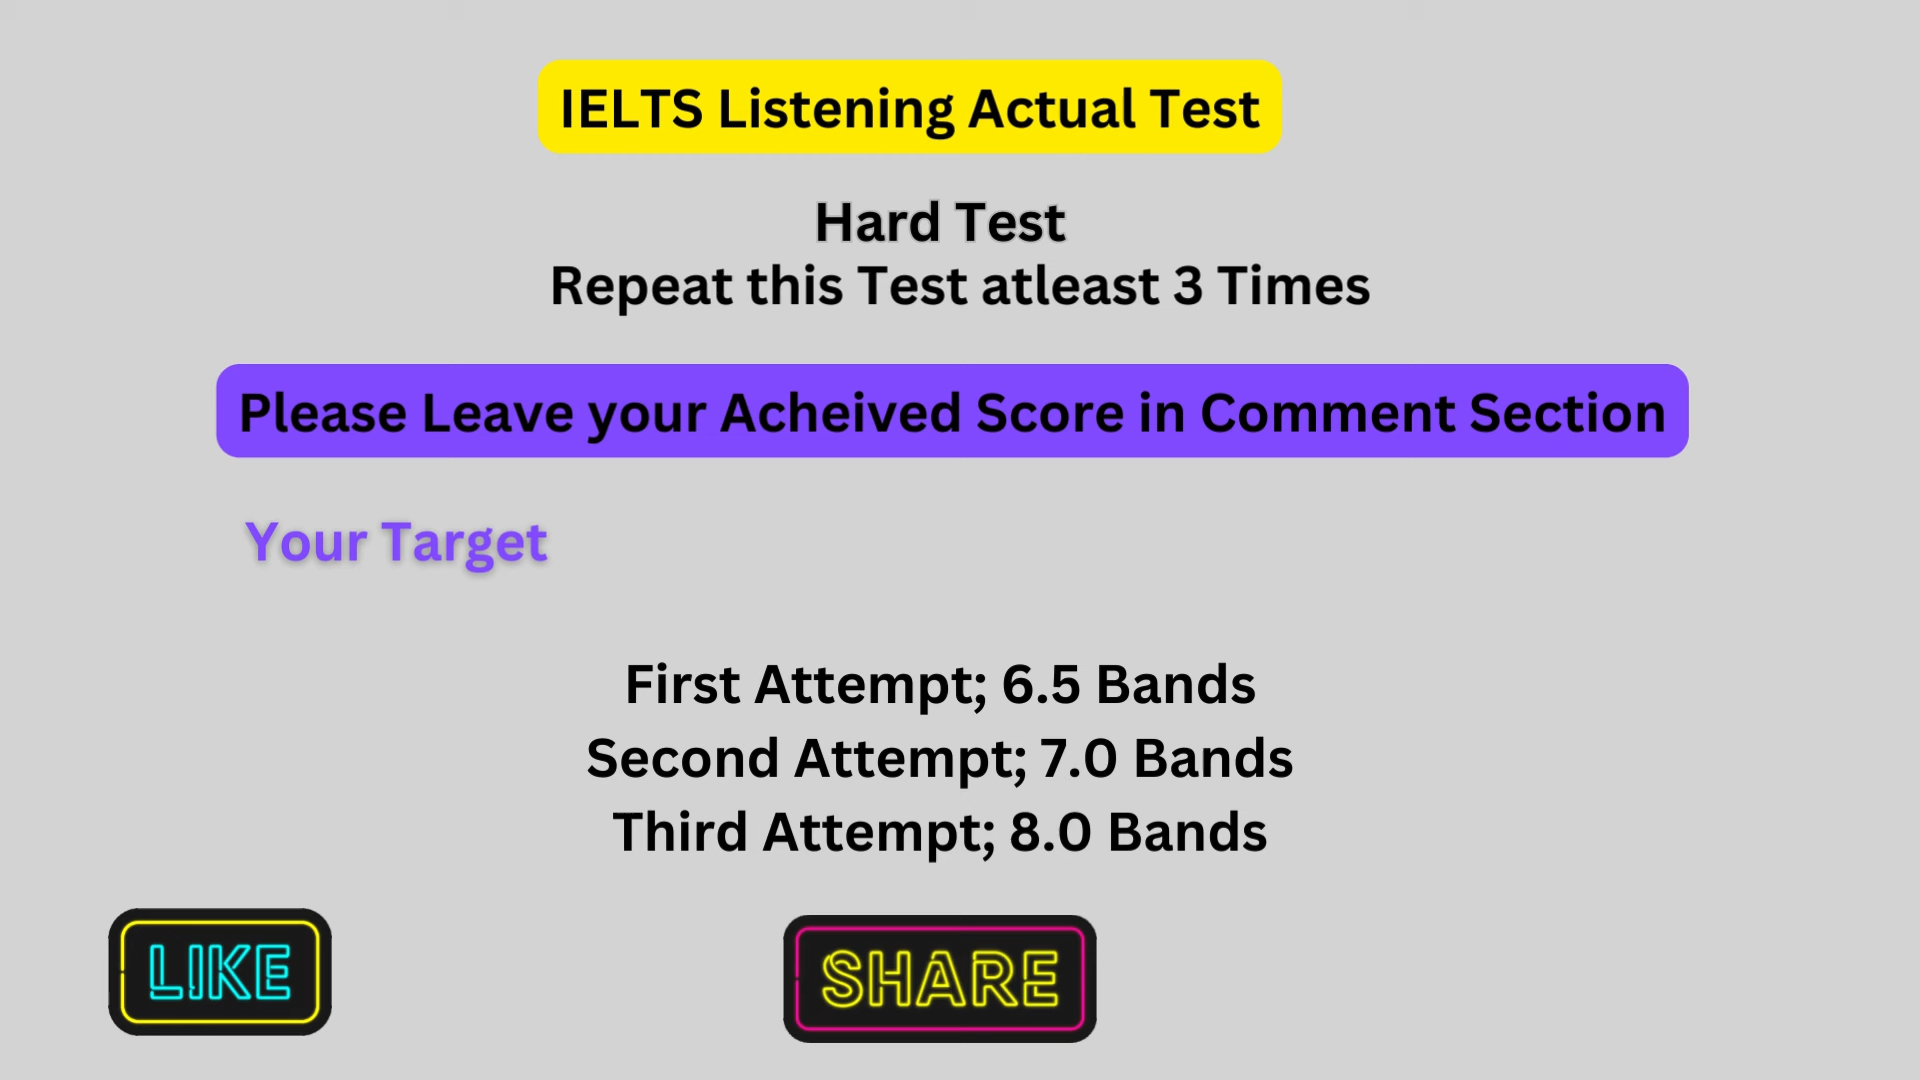 IELTS Listening Actual Test
Hard Test
Repeat this Test atleast 3 Times
Please Leave your Acheived Score in Comment Section
Your Target
First Attempt; 6.5 Bands
Second Attempt; 7.0 Bands
Third Attempt; 8.0 Bands
LIKE
SHARE